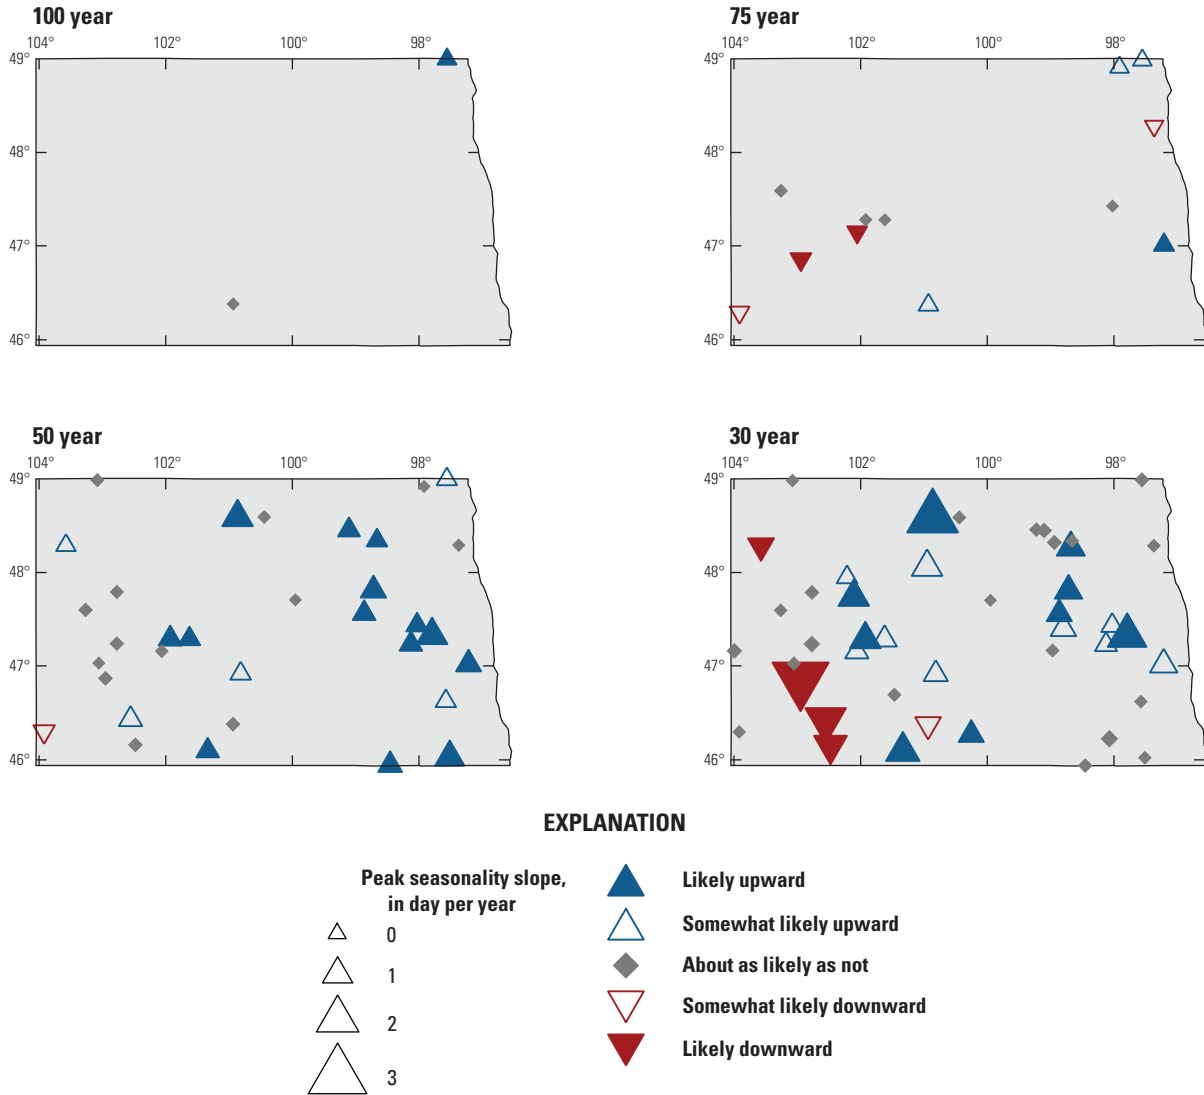 100 year
104° 102° 100° 98°
49°
48°
47°
46°
75 year
104° 102° 100° 98°
49°
48°
47°
46°
50 year
104° 102° 100° 98°
49°
48°
47°
46°
30 year
104° 102° 100° 98°
49°
48°
47°
46°
EXPLANATION
Peak seasonality slope,
in day per year
0
1
2
3
Likely upward
Somewhat likely upward
About as likely as not
Somewhat likely downward
Likely downward